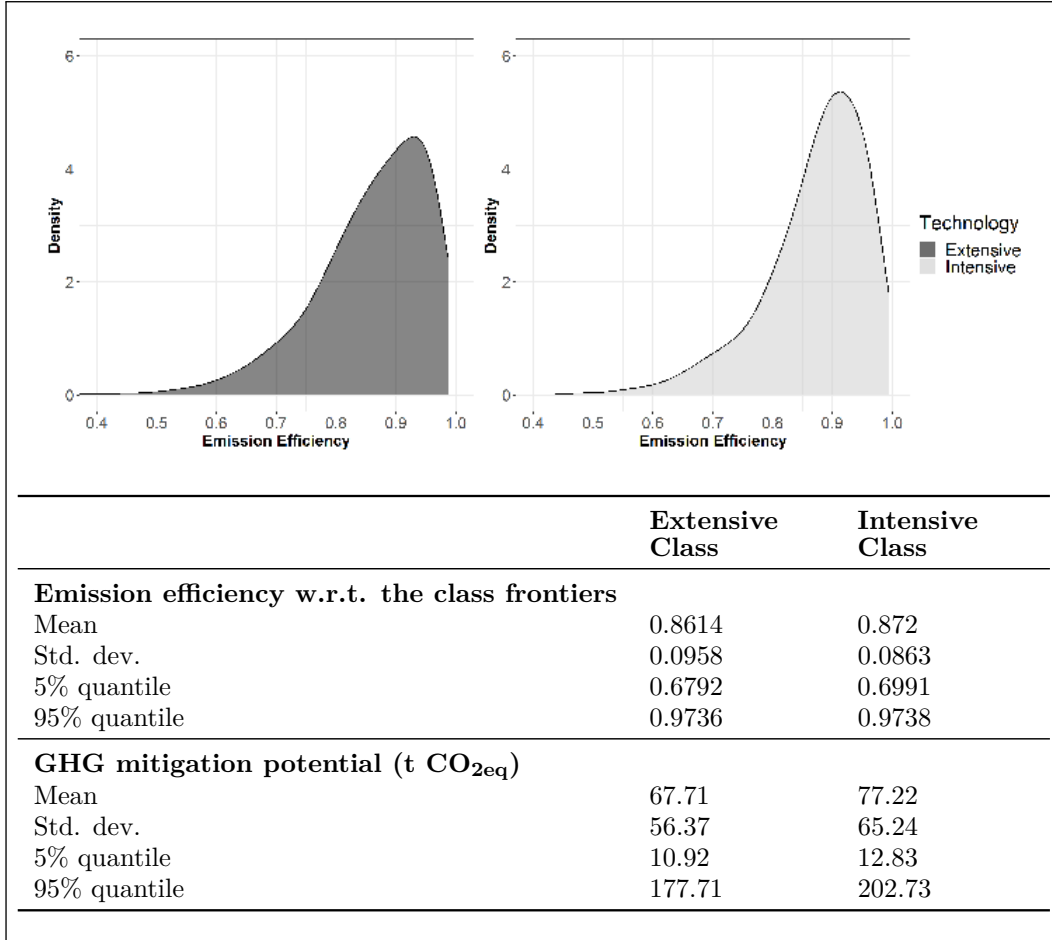 6
4
2
0
Density
0.4 0.5 0.6 0.7 0.8 0.9 1.0
Emission Efficiency
6
4
2
0
Density
0.4 0.5 0.6 0.7 0.8 0.9 1.0
Emission Efficiency
Technology
Extensive
Intensive
Extensive Class Intensive Class
Emission efficiency w.r.t. the class frontiers
Mean 0.8614 0.872
Std. dev. 0.0958 0.0863
5% quantile 0.6792 0.6991
95% quantile 0.9736 0.9738
GHG mitigation potential (t CO₂eq)
Mean 67.71 77.22
Std. dev. 56.37 65.24
5% quantile 10.92 12.83
95% quantile 177.71 202.73